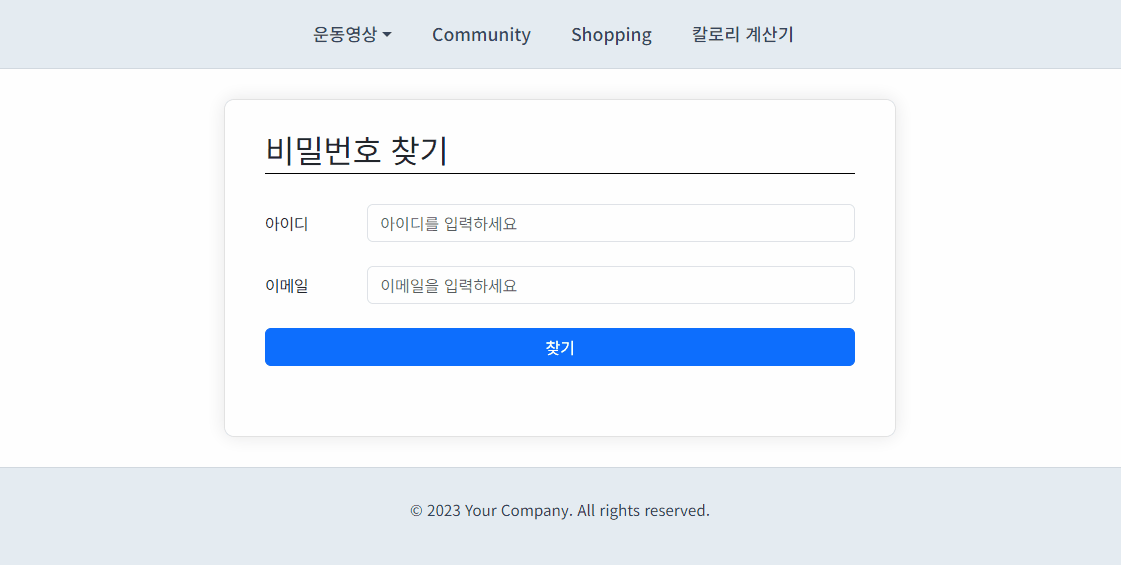 운동영상 Community Shopping 칼로리 계산기
비밀번호 찾기
아이디 아이디를 입력하세요
이메일 이메일을 입력하세요
찾기
© 2023 Your Company. All rights reserved.